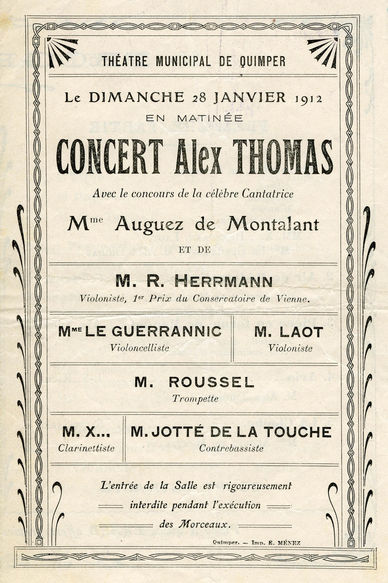 THÉATRE MUNICIPAL DE QUIMPER
Le DIMANCHE 28 JANVIER 1912
EN MATINÉE
CONCERT Alex THOMAS
Avec le concours de la célèbre Cantatrice
Mme Auguez de Montalant
ET DE
M. R. HERRMANN
Violoniste, 1er Prix du Conservatoire de Vienne.
MME LE GUERRANNIC
Violoncelliste
M. LAOT
Violoniste
M. ROUSSEL
Trompette
M. X...
Clarinettiste
M. JOTTÉ DE LA TOUCHE
Contrebassiste
L'entrée de la Salle est rigoureusement
interdite pendant l'exécution
des Morceaux.
Quimper. — Imp. E. MÉNEZ